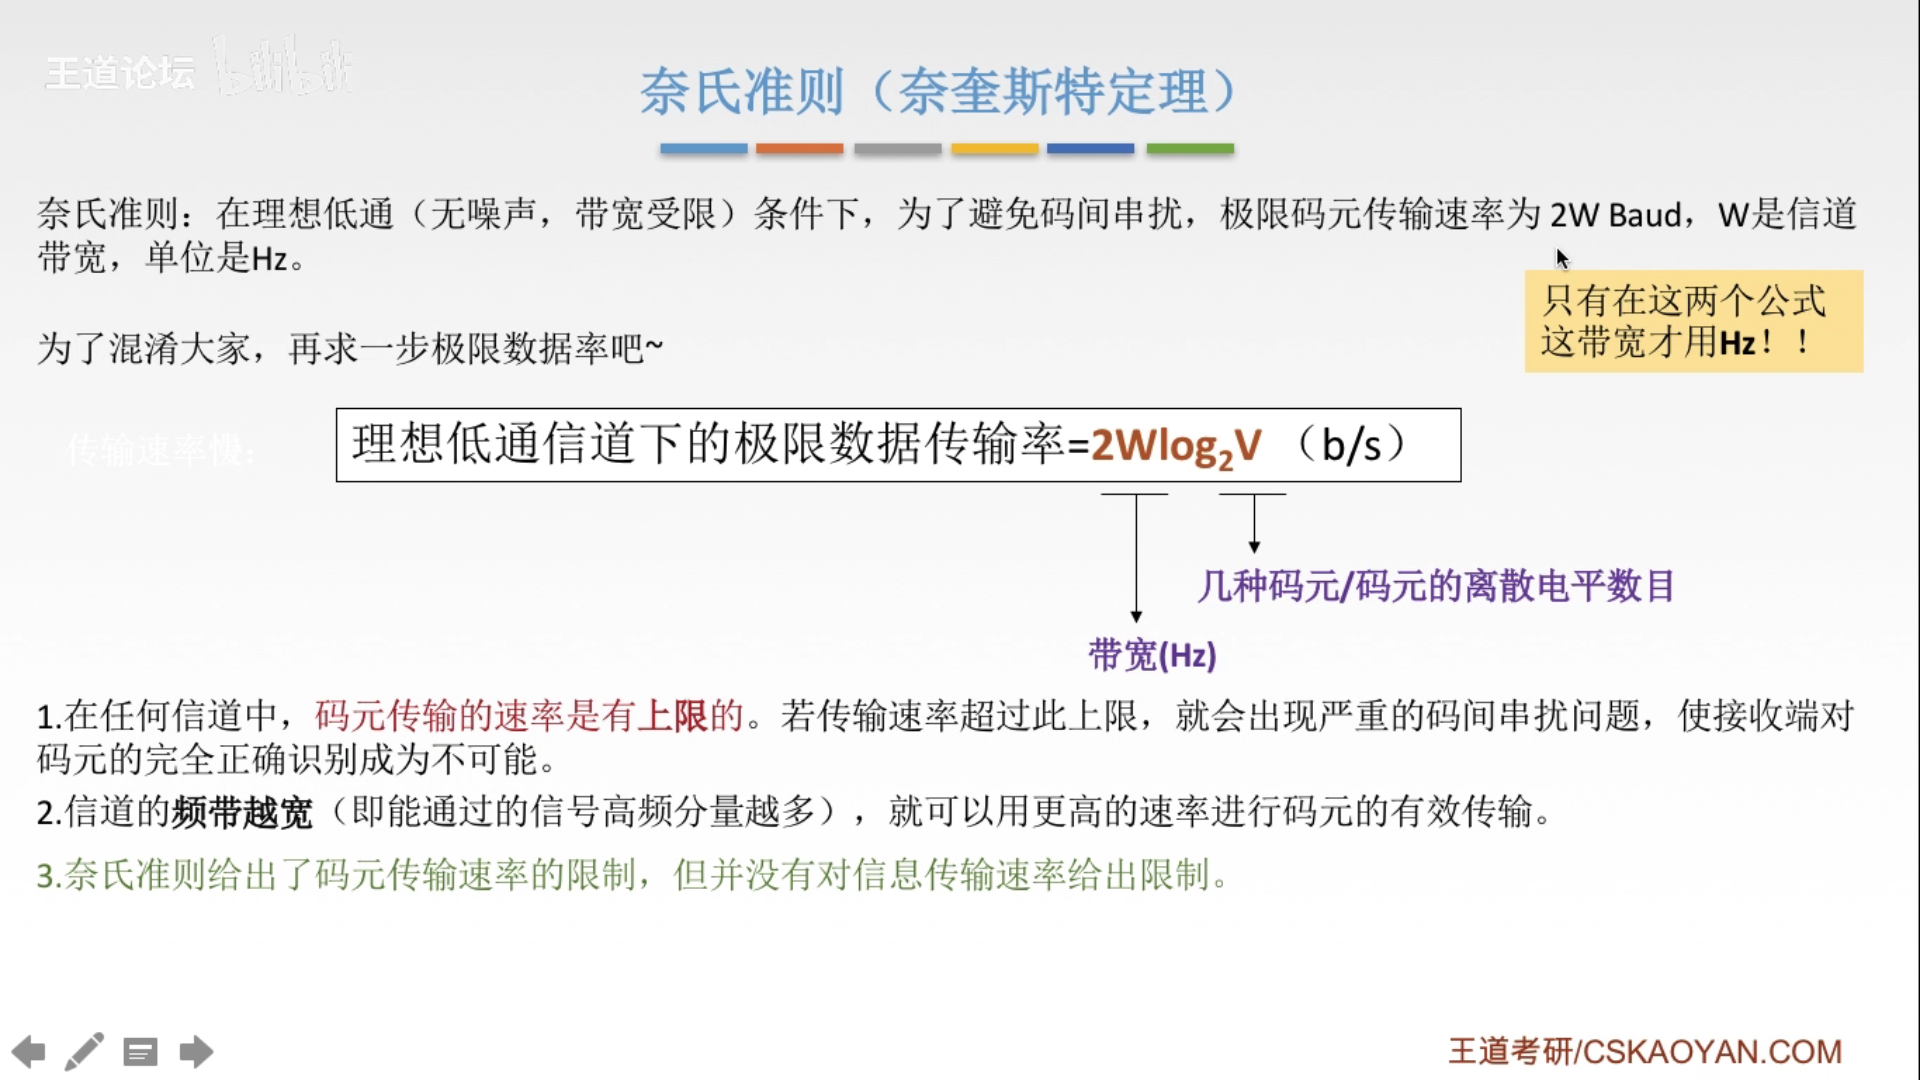 王道论坛 bilibili
奈氏准则（奈奎斯特定理）
奈氏准则：在理想低通（无噪声，带宽受限）条件下，为了避免码间串扰，极限码元传输速率为 2W Baud，W是信道
带宽，单位是Hz。
只有在这两个公式
这带宽才用Hz！！
为了混淆大家，再求一步极限数据率吧~
传输速率慢：
理想低通信道下的极限数据传输率=2Wlog₂V （b/s）
几种码元/码元的离散电平数目
带宽(Hz)
1.在任何信道中，码元传输的速率是有上限的。若传输速率超过此上限，就会出现严重的码间串扰问题，使接收端对
码元的完全正确识别成为不可能。
2.信道的频带越宽（即能通过的信号高频分量越多），就可以用更高的速率进行码元的有效传输。
3.奈氏准则给出了码元传输速率的限制，但并没有对信息传输速率给出限制。
王道考研/CSKAOYAN.COM